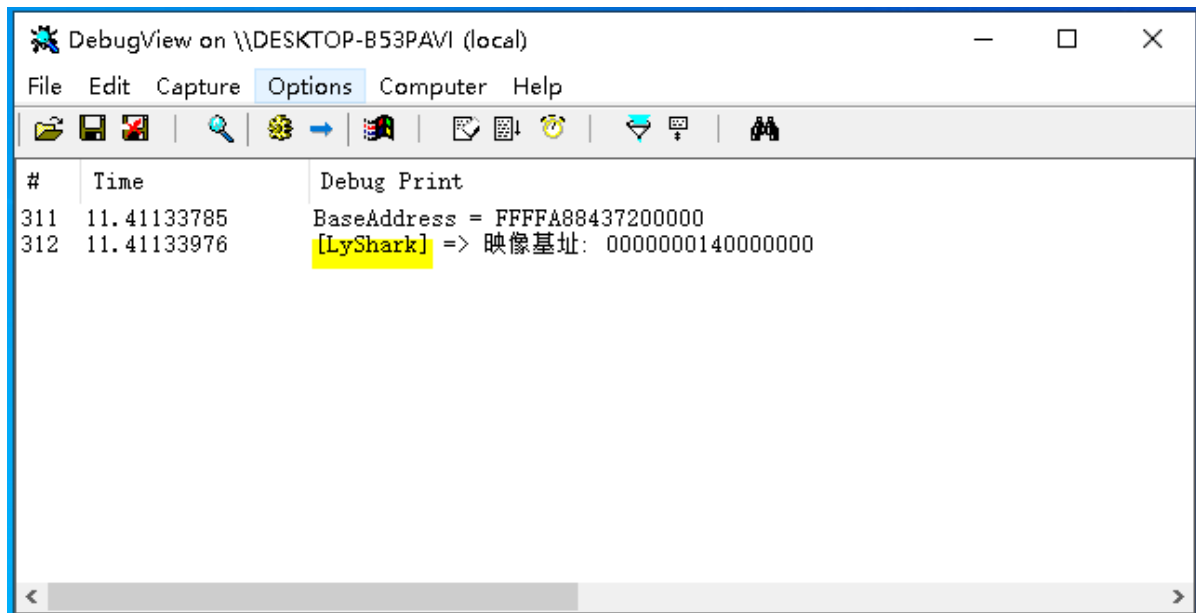 DebugView on \\DESKTOP-B53PAVI (local)
File Edit Capture Options Computer Help
# Time Debug Print
311 11.41133785 BaseAddress = FFFFA88437200000
312 11.41133976 [LyShark] => 映像基址: 0000000140000000